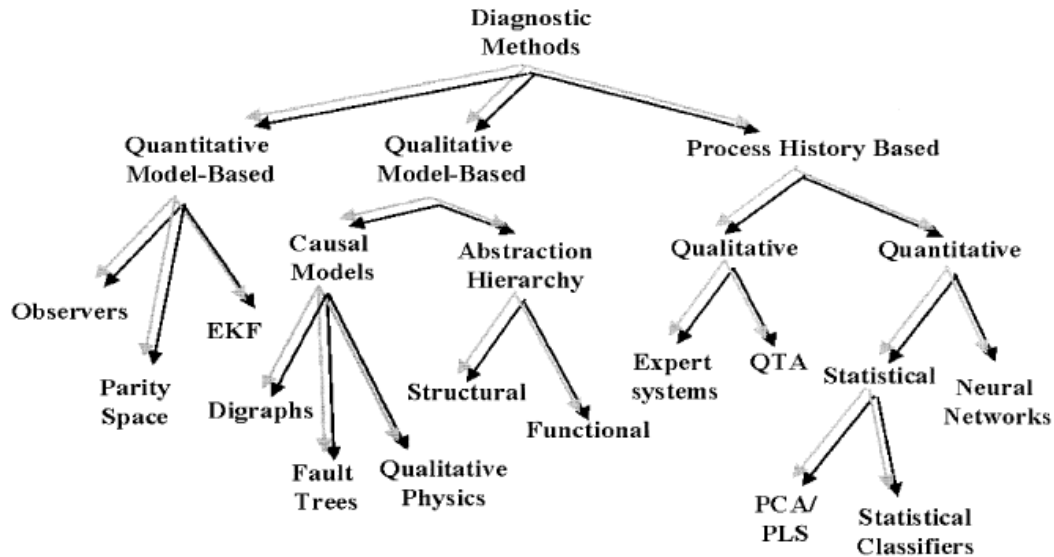 Diagnostic
Methods
Quantitative
Model-Based
Qualitative
Model-Based
Process History Based
Causal
Models
Abstraction
Hierarchy
Qualitative
Quantitative
Observers
EKF
Parity
Space
Digraphs
Fault
Trees
Qualitative
Physics
Structural
Functional
Expert
systems
QTA
Statistical
Neural
Networks
PCA/
PLS
Statistical
Classifiers